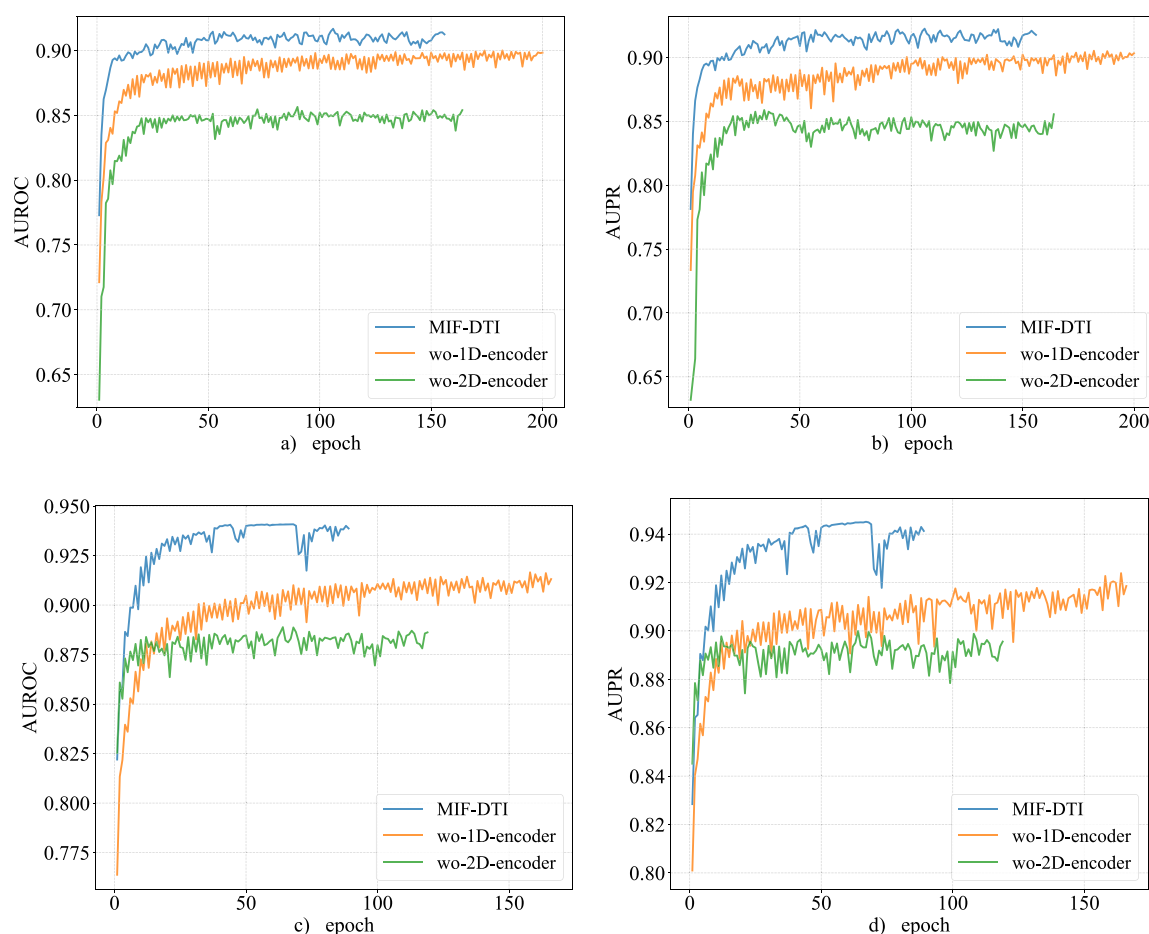 0.90
0.85
0.80
0.75
0.70
0.65
AUROC
MIF-DTI
wo-1D-encoder
wo-2D-encoder
0 50 100 150 200
a) epoch
0.90
0.85
0.80
0.75
0.70
0.65
AUPR
MIF-DTI
wo-1D-encoder
wo-2D-encoder
0 50 100 150 200
b) epoch
0.950
0.925
0.900
0.875
0.850
0.825
0.800
0.775
AUROC
MIF-DTI
wo-1D-encoder
wo-2D-encoder
0 50 100 150
c) epoch
0.94
0.92
0.90
0.88
0.86
0.84
0.82
0.80
AUPR
MIF-DTI
wo-1D-encoder
wo-2D-encoder
0 50 100 150
d) epoch